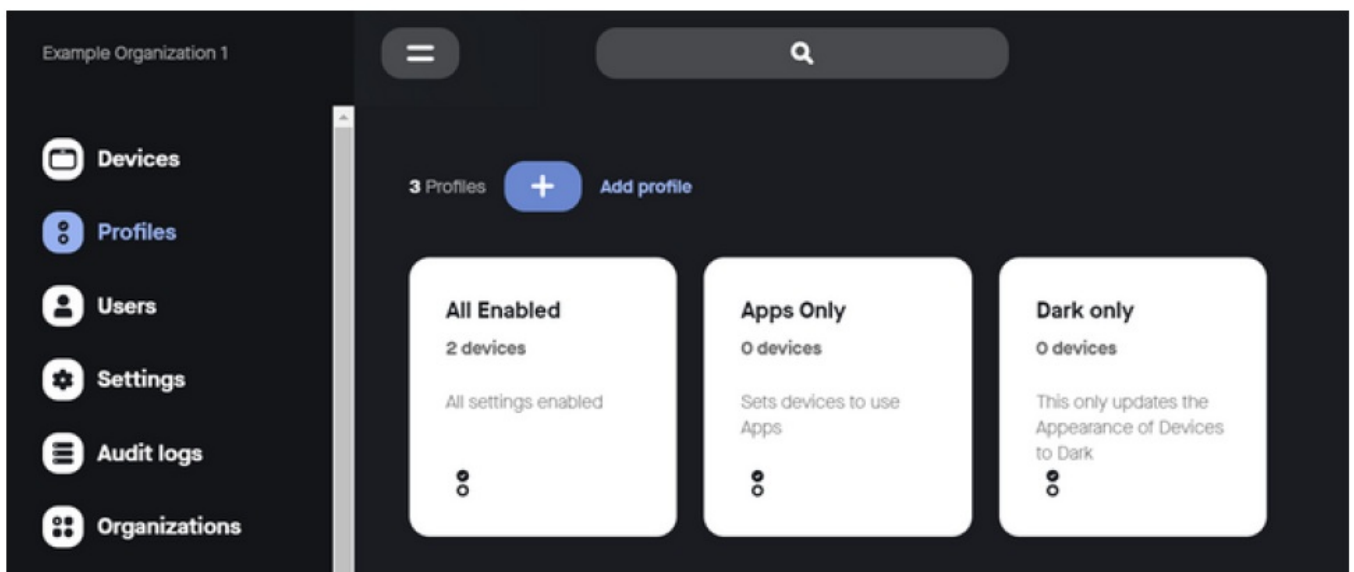 Example Organization 1
Devices
Profiles
Users
Settings
Audit logs
Organizations
3 Profiles
Add profile
All Enabled
2 devices
All settings enabled
Apps Only
0 devices
Sets devices to use
Apps
Dark only
0 devices
This only updates the
Appearance of Devices
to Dark